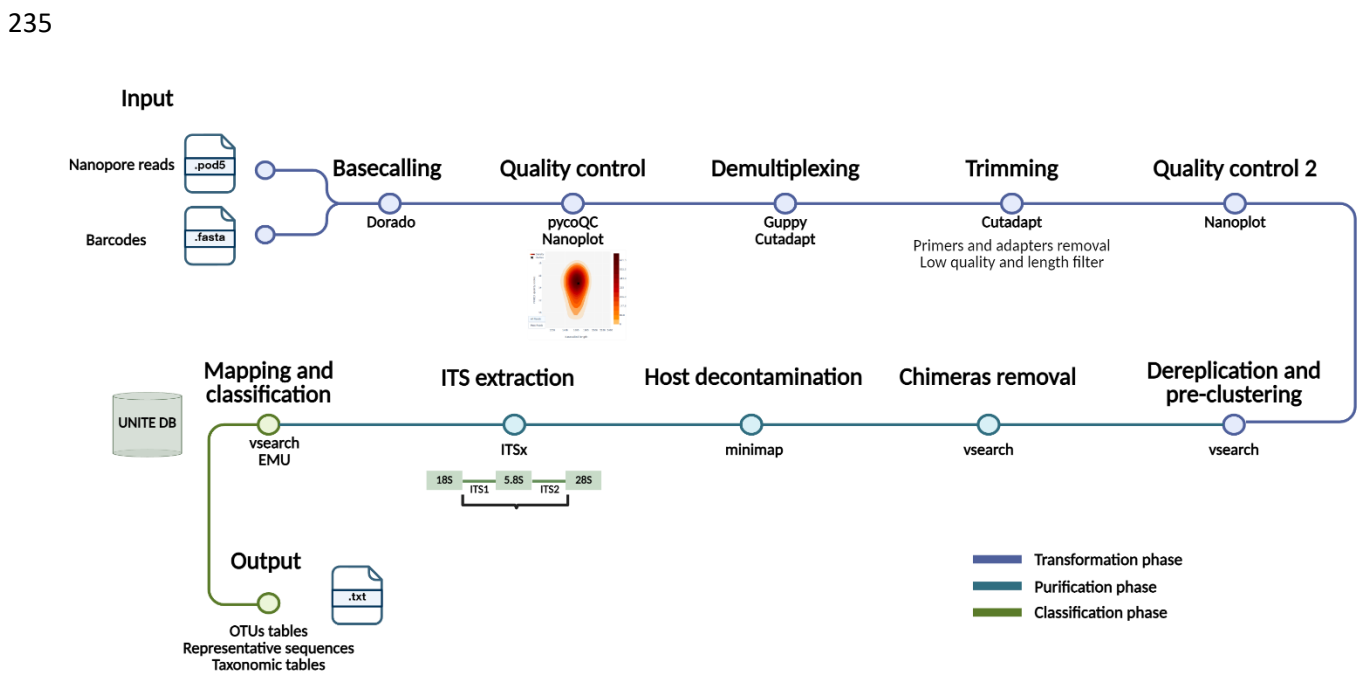 235
Input
Nanopore reads
.pod5
Barcodes
.fasta
Basecalling
Dorado
Quality control
pycoQC
Nanoplot
Demultiplexing
Guppy
Cutadapt
Trimming
Cutadapt
Primers and adapters removal
Low quality and length filter
Quality control 2
Nanoplot
Mapping and
classification
UNITE DB
vsearch
EMU
ITS extraction
ITSx
18S
ITS1
5.8S
ITS2
28S
Host decontamination
minimap
Chimeras removal
vsearch
Dereplication and
pre-clustering
vsearch
Output
.txt
OTUs tables
Representative sequences
Taxonomic tables
Transformation phase
Purification phase
Classification phase